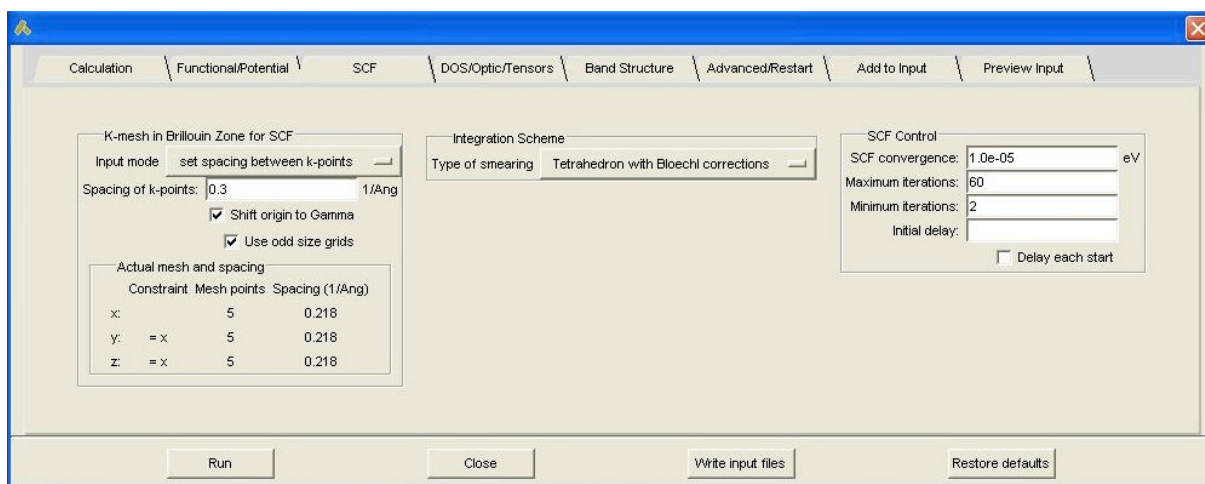 Calculation Functional/Potential SCF DOS/Optic/Tensors Band Structure Advanced/Restart Add to Input Preview Input
K-mesh in Brillouin Zone for SCF
Input mode set spacing between k-points
Spacing of k-points: 0.3 1/Ang
Shift origin to Gamma
Use odd size grids
Actual mesh and spacing
Constraint Mesh points Spacing (1/Ang)
x: 5 0.218
y: = x 5 0.218
z: = x 5 0.218
Integration Scheme
Type of smearing Tetrahedron with Bloechl corrections
SCF Control
SCF convergence: 1.0e-05 eV
Maximum iterations: 60
Minimum iterations: 2
Initial delay:
Delay each start
Run Close Write input files Restore defaults